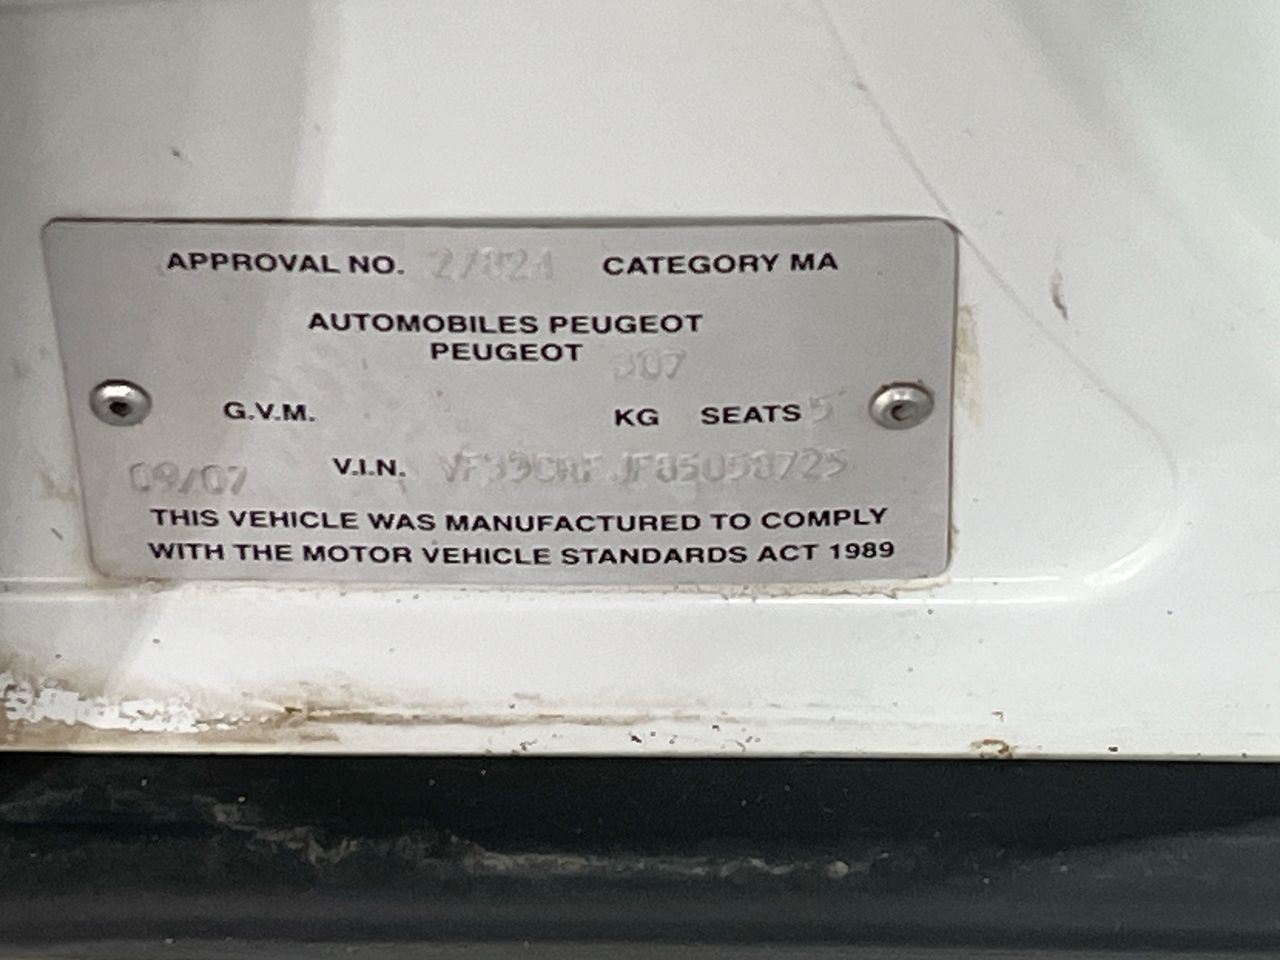 APPROVAL NO. CATEGORY MA
AUTOMOBILES PEUGEOT
PEUGEOT 307
G.V.M. KG SEATS 5
09/07 V.I.N.
THIS VEHICLE WAS MANUFACTURED TO COMPLY
WITH THE MOTOR VEHICLE STANDARDS ACT 1989